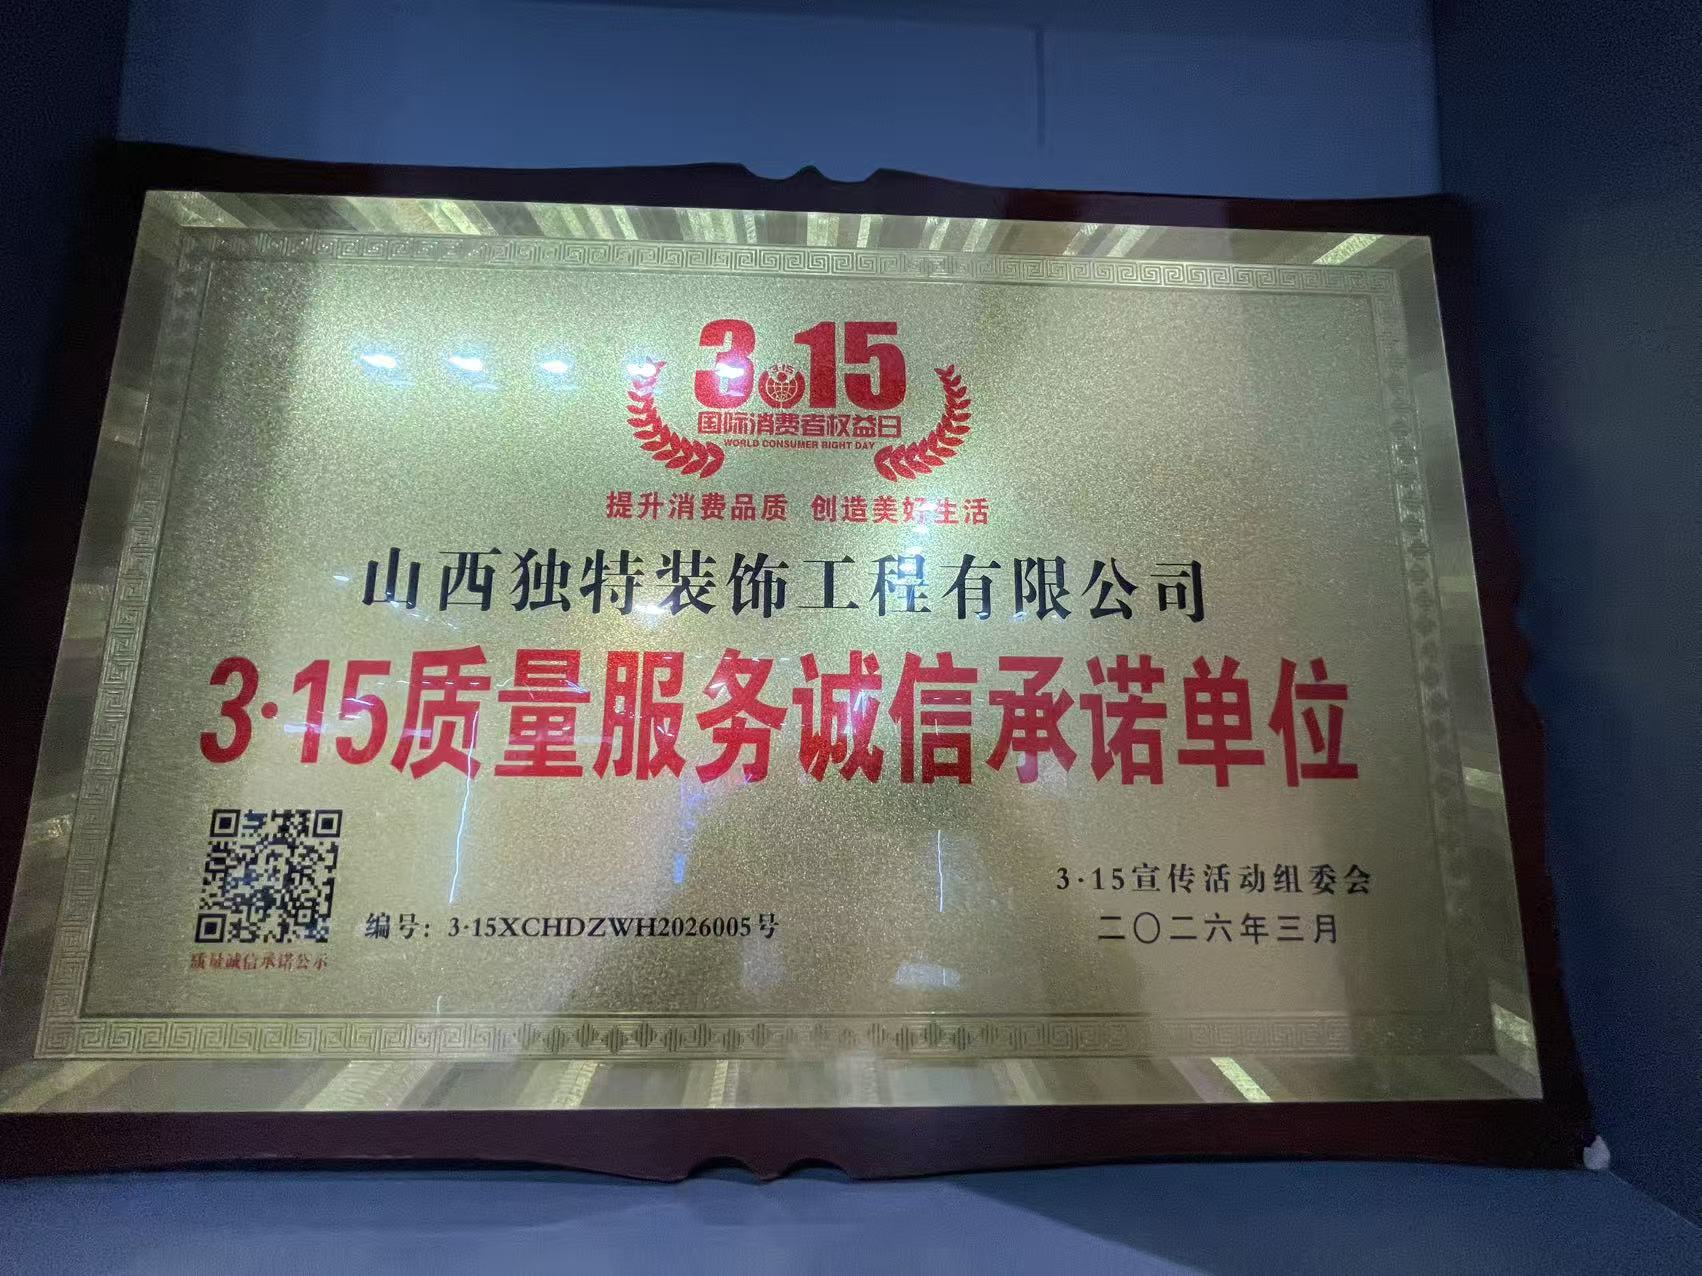 3.15
3·15
国际消费者权益日
WORLD CONSUMER RIGHT DAY
提升消费品质 创造美好生活
山西独特装饰工程有限公司
3·15质量服务诚信承诺单位
3·15宣传活动组委会
二〇二六年三月
编号：3·15XCHDZWH2026005号
质量诚信承诺公示